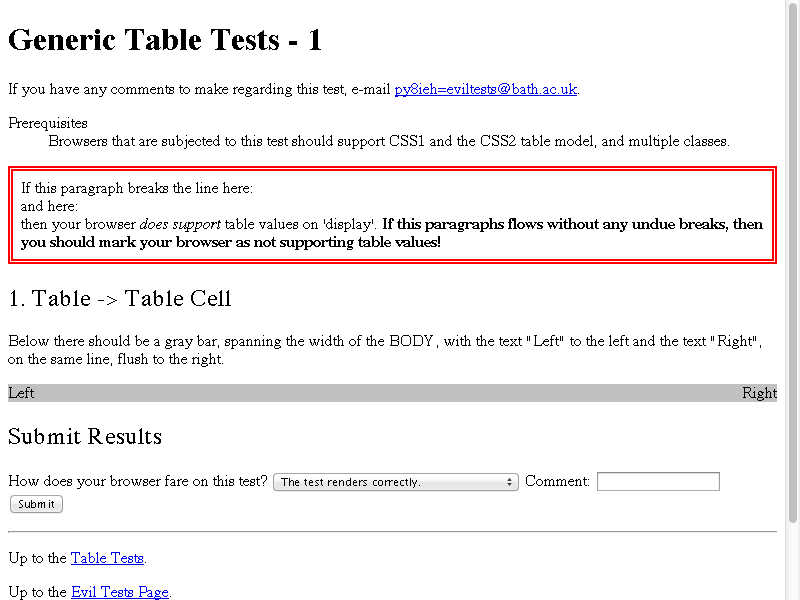 Generic Table Tests - 1
If you have any comments to make regarding this test, e-mail py8ieh=eviltests@bath.ac.uk.
Prerequisites
Browsers that are subjected to this test should support CSS1 and the CSS2 table model, and multiple classes.
If this paragraph breaks the line here:
and here:
then your browser does support table values on 'display'. If this paragraphs flows without any undue breaks, then
you should mark your browser as not supporting table values!
1. Table -> Table Cell
Below there should be a gray bar, spanning the width of the BODY, with the text "Left" to the left and the text "Right",
on the same line, flush to the right.
Left Right
Submit Results
How does your browser fare on this test? The test renders correctly. Comment:
Submit
Up to the Table Tests.
Up to the Evil Tests Page.